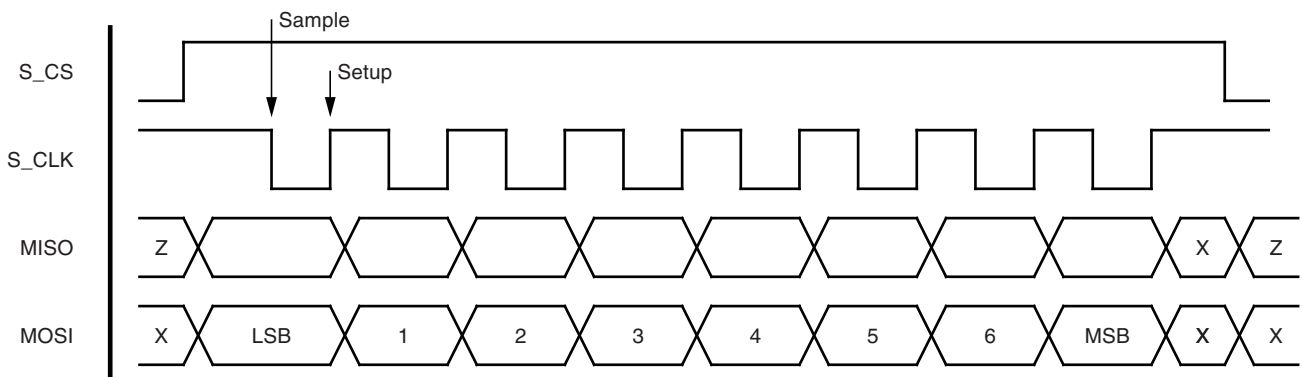 Sample
S_CS
Setup
S_CLK
MISO Z X Z
MOSI X LSB 1 2 3 4 5 6 MSB X X